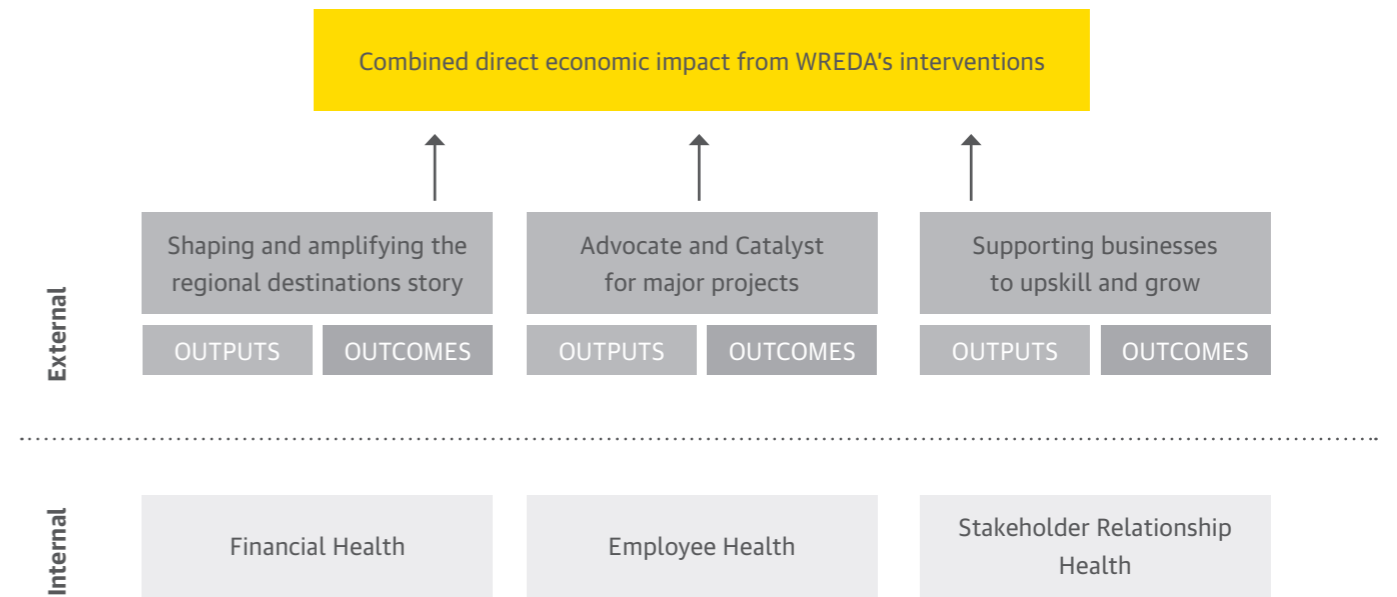 Combined direct economic impact from WREDA's interventions
External
Shaping and amplifying the
regional destinations story
OUTPUTS
OUTCOMES
Advocate and Catalyst
for major projects
OUTPUTS
OUTCOMES
Supporting businesses
to upskill and grow
OUTPUTS
OUTCOMES
Internal
Financial Health
Employee Health
Stakeholder Relationship
Health